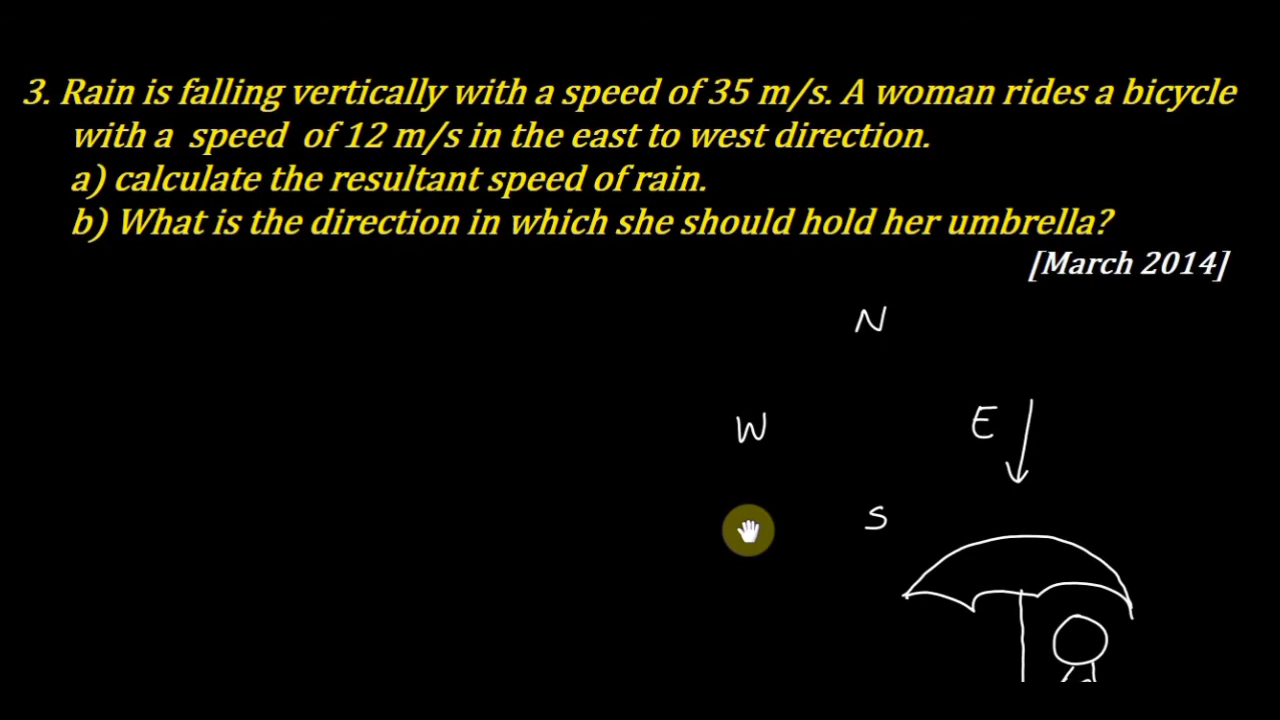 3. Rain is falling vertically with a speed of 35 m/s. A woman rides a bicycle
with a speed of 12 m/s in the east to west direction.
a) calculate the resultant speed of rain.
b) What is the direction in which she should hold her umbrella?
[March 2014]
N
W
E
S